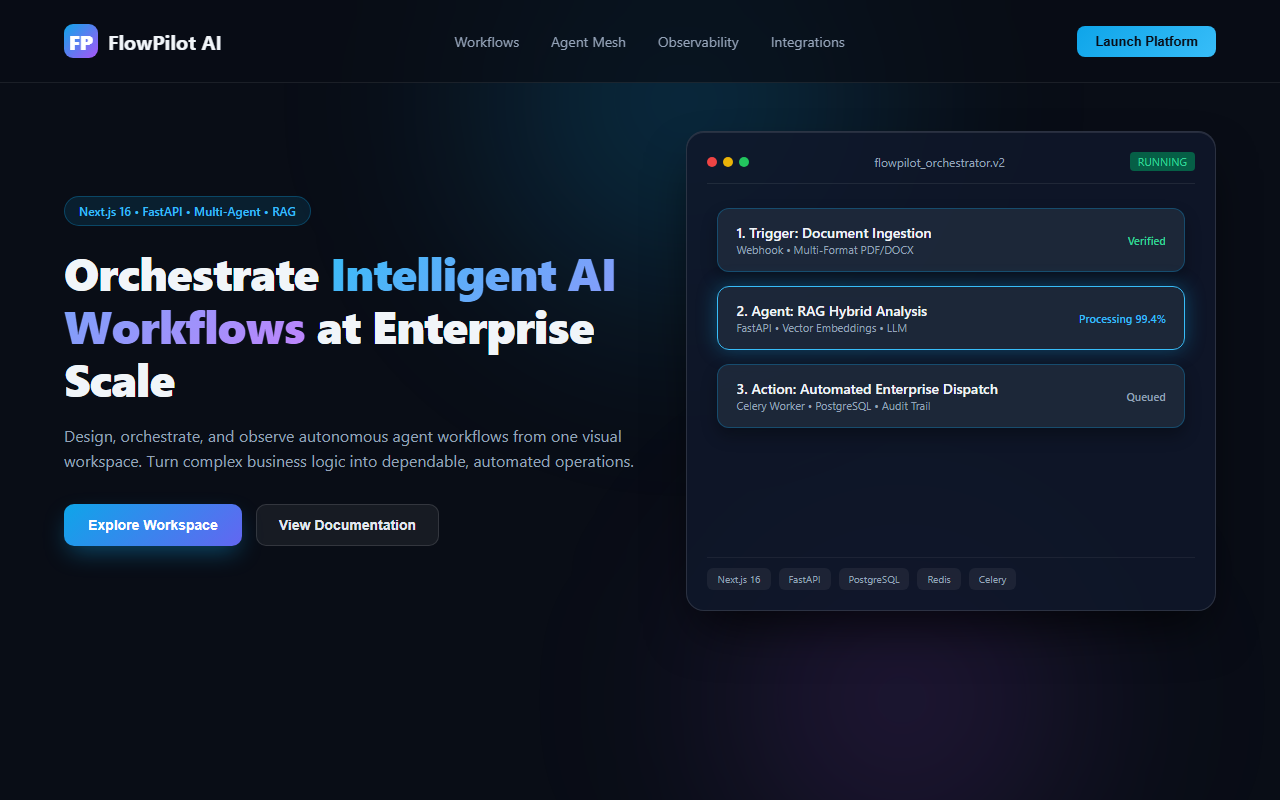 FP FlowPilot AI
Workflows Agent Mesh Observability Integrations
Launch Platform
Next.js 16 • FastAPI • Multi-Agent • RAG
Orchestrate Intelligent AI
Workflows at Enterprise
Scale
Design, orchestrate, and observe autonomous agent workflows from one visual
workspace. Turn complex business logic into dependable, automated operations.
Explore Workspace
View Documentation
flowpilot_orchestrator.v2
RUNNING
1. Trigger: Document Ingestion
Webhook • Multi-Format PDF/DOCX
Verified
2. Agent: RAG Hybrid Analysis
FastAPI • Vector Embeddings • LLM
Processing 99.4%
3. Action: Automated Enterprise Dispatch
Celery Worker • PostgreSQL • Audit Trail
Queued
Next.js 16 FastAPI PostgreSQL Redis Celery